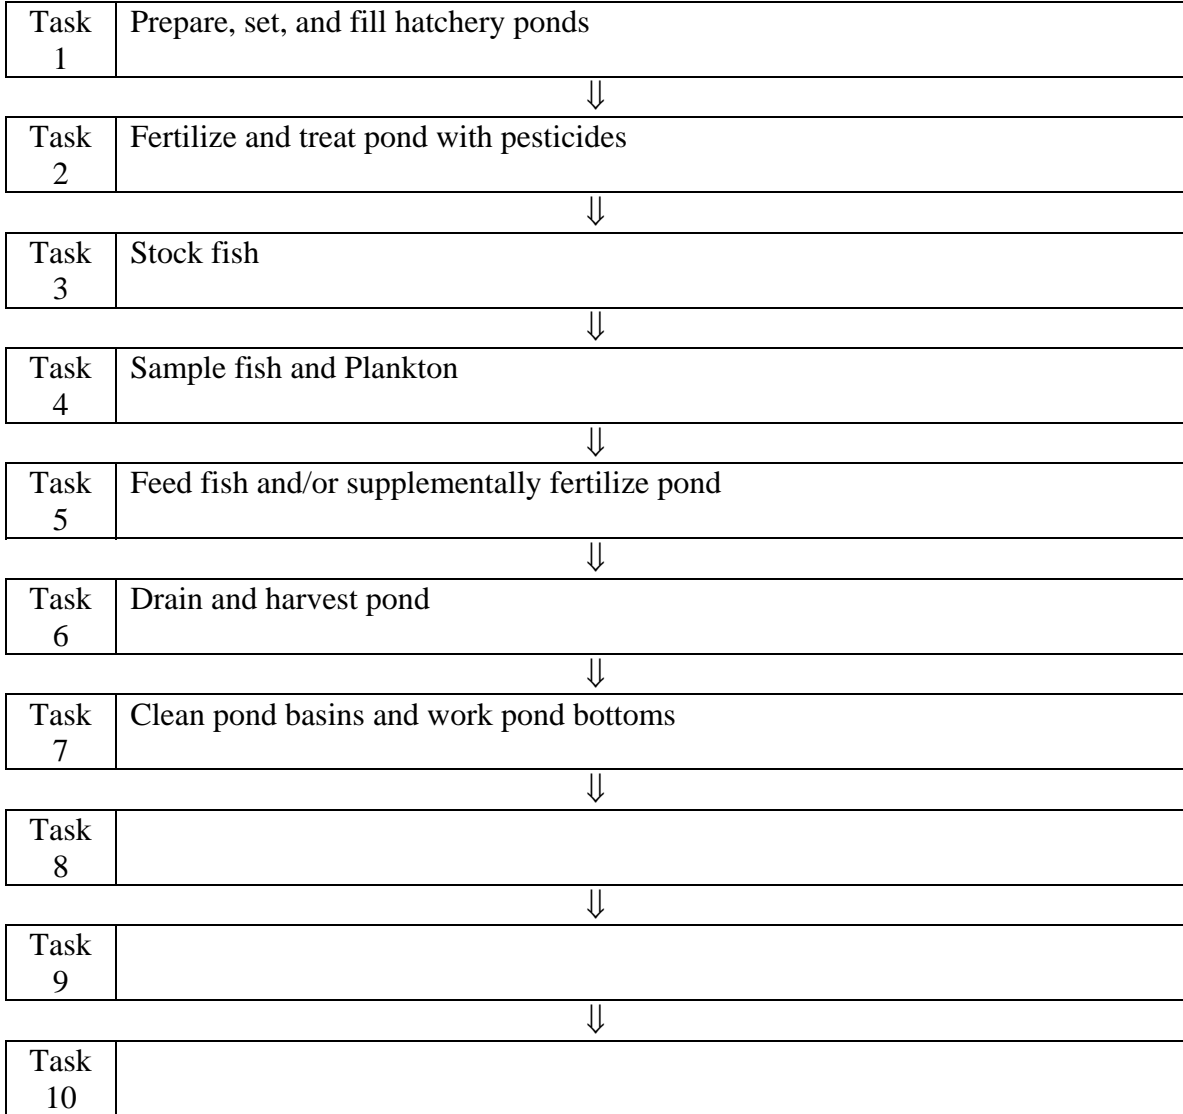 Task Prepare, set, and fill hatchery ponds
1
⇓
Task Fertilize and treat pond with pesticides
2
⇓
Task Stock fish
3
⇓
Task Sample fish and Plankton
4
⇓
Task Feed fish and/or supplementally fertilize pond
5
⇓
Task Drain and harvest pond
6
⇓
Task Clean pond basins and work pond bottoms
7
⇓
Task
8
⇓
Task
9
⇓
Task
10